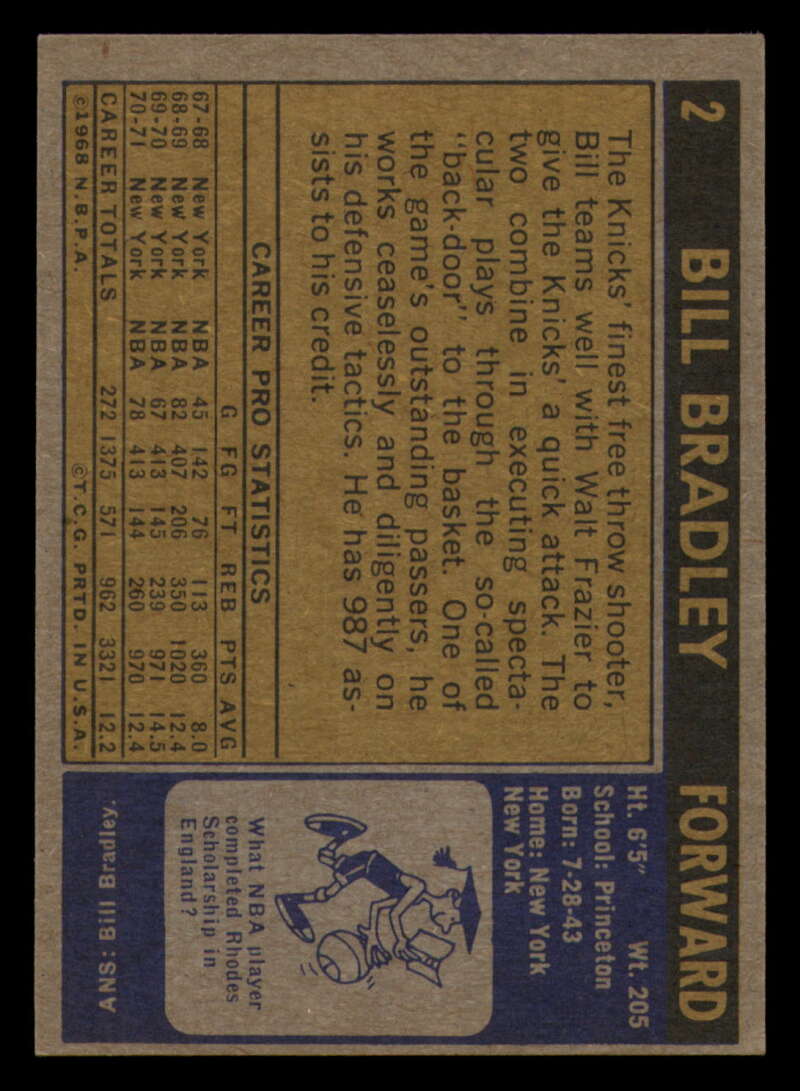 2 BILL BRADLEY FORWARD
The Knicks' finest free throw shooter,
Bill teams well with Walt Frazier to
give the Knicks' a quick attack. The
two combine in executing specta-
cular plays through the so-called
"back-door" to the basket. One of
the game's outstanding passers, he
works ceaselessly and diligently on
his defensive tactics. He has 987 as-
sists to his credit.
CAREER PRO STATISTICS
G FG FT REB PTS AVG
67-68 New York NBA 45 142 76 113 360 8.0
68-69 New York NBA 82 407 206 350 1020 12.4
69-70 New York NBA 67 413 145 239 971 14.5
70-71 New York NBA 78 413 144 260 970 12.4
CAREER TOTALS 272 1375 571 962 3321 12.2
©1968 N.B.P.A. ©T.C.G. PRTD. IN U.S.A.
Ht. 6'5" Wt. 205
School: Princeton
Born: 7-28-43
Home: New York
New York
What NBA player
completed Rhodes
Scholarship in
England?
ANS: Bill Bradley.